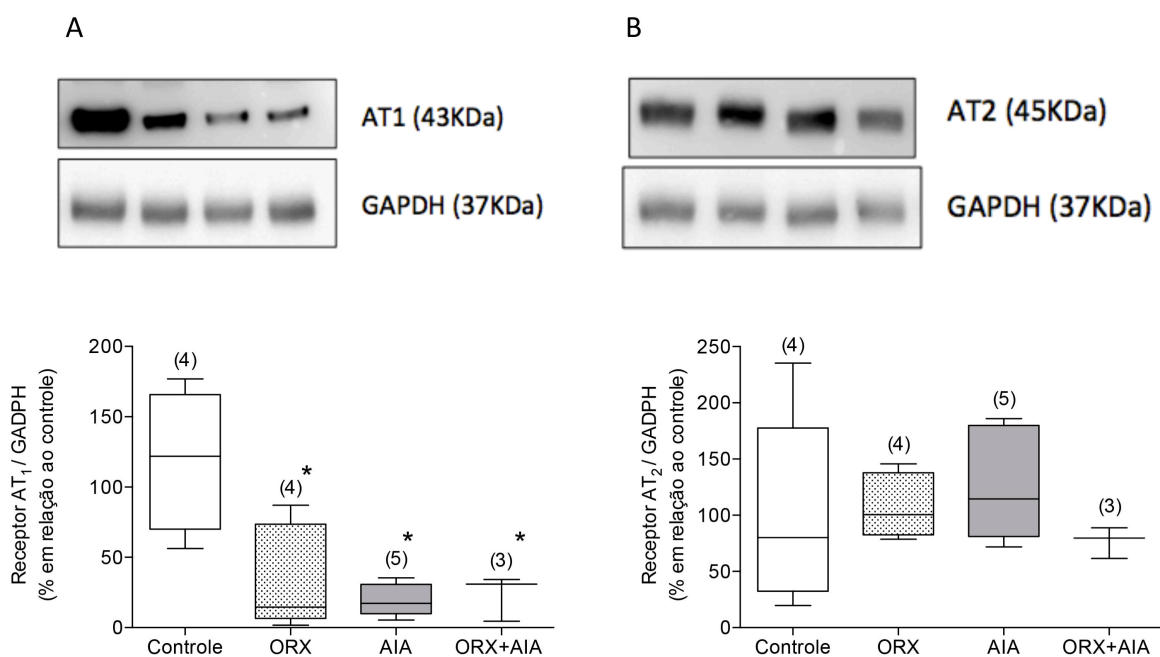 A
AT1 (43KDa)
GAPDH (37KDa)
Receptor AT1 / GADPH
(% em relação ao controle)
200
150
100
50
0
(4)
(4)
*
(5)
*
(3)
*
Controle
ORX
AIA
ORX+AIA
B
AT2 (45KDa)
GAPDH (37KDa)
Receptor AT2 / GADPH
(% em relação ao controle)
250
200
150
100
50
0
(4)
(4)
(5)
(3)
Controle
ORX
AIA
ORX+AIA